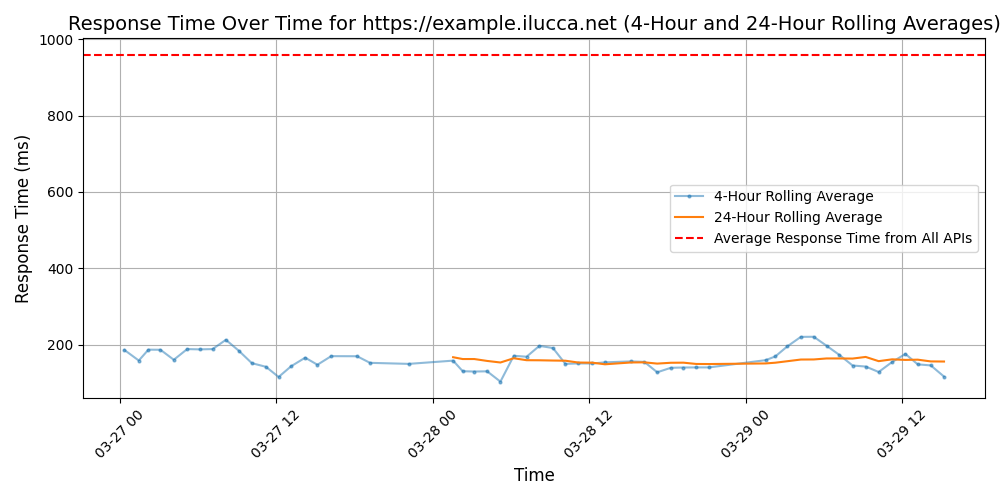 Response Time Over Time for https://example.ilucca.net (4-Hour and 24-Hour Rolling Averages)
Response Time (ms)
1000
800
600
400
200
4-Hour Rolling Average
24-Hour Rolling Average
Average Response Time from All APIs
03-27 00
03-27 12
03-28 00
03-28 12
03-29 00
03-29 12
Time